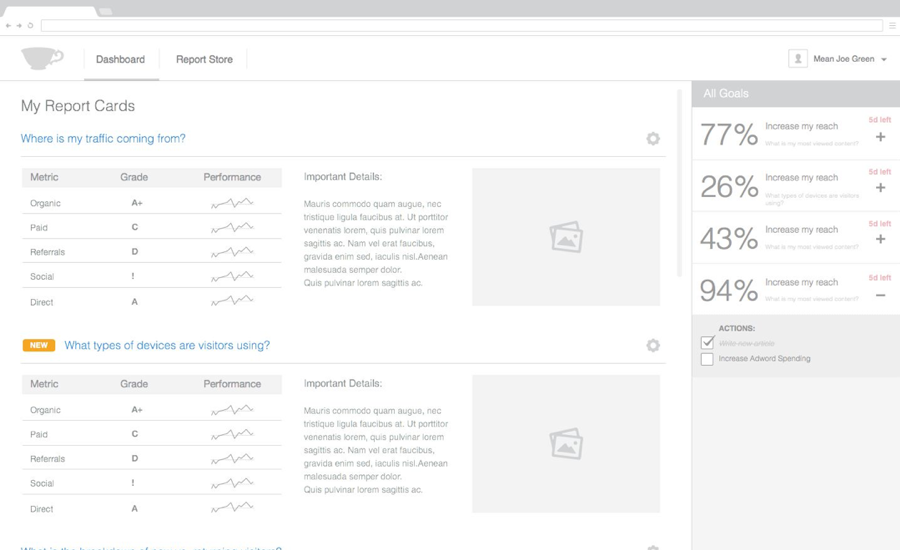 Dashboard
Report Store
Mean Joe Green
My Report Cards
Where is my traffic coming from?
Metric Grade Performance
Organic A+
Paid C
Referrals D
Social !
Direct A
Important Details:
Mauris commodo quam augue, nec
tristique ligula faucibus at. Ut porttitor
venenatis lorem, quis pulvinar lorem
sagittis ac. Nam vel erat faucibus,
gravida enim sed, iaculis nisl.Aenean
malesuada semper dolor.
Quis pulvinar lorem sagittis ac.
NEW What types of devices are visitors using?
Metric Grade Performance
Organic A+
Paid C
Referrals D
Social !
Direct A
Important Details:
Mauris commodo quam augue, nec
tristique ligula faucibus at. Ut porttitor
venenatis lorem, quis pulvinar lorem
sagittis ac. Nam vel erat faucibus,
gravida enim sed, iaculis nisl.Aenean
malesuada semper dolor.
Quis pulvinar lorem sagittis ac.
What is the breakdown of new vs. returning visitors?
All Goals
77% Increase my reach 5d left
What is my most viewed content? +
26% Increase my reach 5d left
What types of devices are visitors +
using?
43% Increase my reach 5d left
What is my most viewed content? +
94% Increase my reach 5d left
What is my most viewed content? –
ACTIONS:
Write new article
Increase Adword Spending